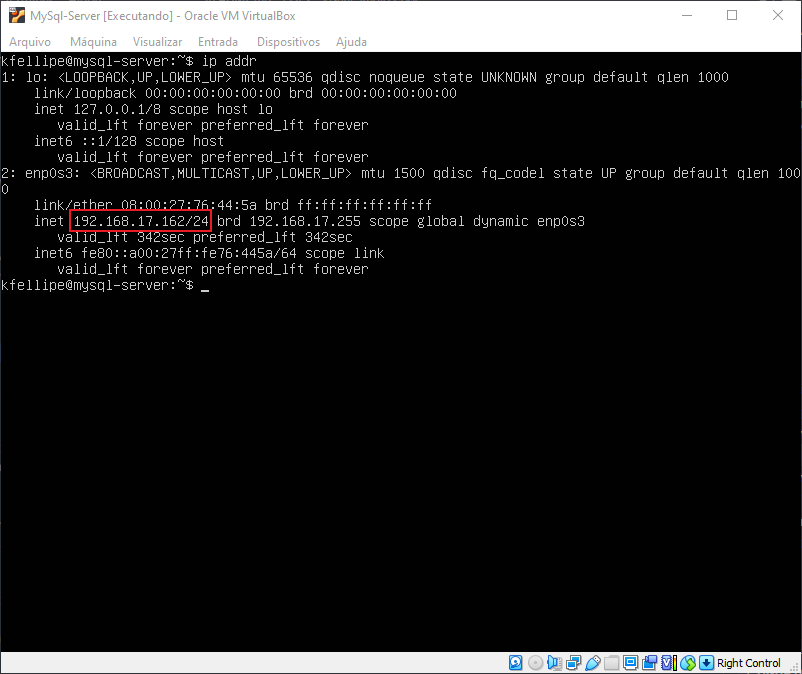 MySql-Server [Executando] - Oracle VM VirtualBox
Arquivo Máquina Visualizar Entrada Dispositivos Ajuda
kfellipe@mysql-server:~$ ip addr
1: lo: <LOOPBACK,UP,LOWER_UP> mtu 65536 qdisc noqueue state UNKNOWN group default qlen 1000
link/loopback 00:00:00:00:00:00 brd 00:00:00:00:00:00
inet 127.0.0.1/8 scope host lo
valid_lft forever preferred_lft forever
inet6 ::1/128 scope host
valid_lft forever preferred_lft forever
2: enp0s3: <BROADCAST,MULTICAST,UP,LOWER_UP> mtu 1500 qdisc fq_codel state UP group default qlen 100
0
link/ether 08:00:27:76:44:5a brd ff:ff:ff:ff:ff:ff
inet 192.168.17.162/24 brd 192.168.17.255 scope global dynamic enp0s3
valid_lft 342sec preferred_lft 342sec
inet6 fe80::a00:27ff:fe76:445a/64 scope link
valid_lft forever preferred_lft forever
kfellipe@mysql-server:~$ _
Right Control